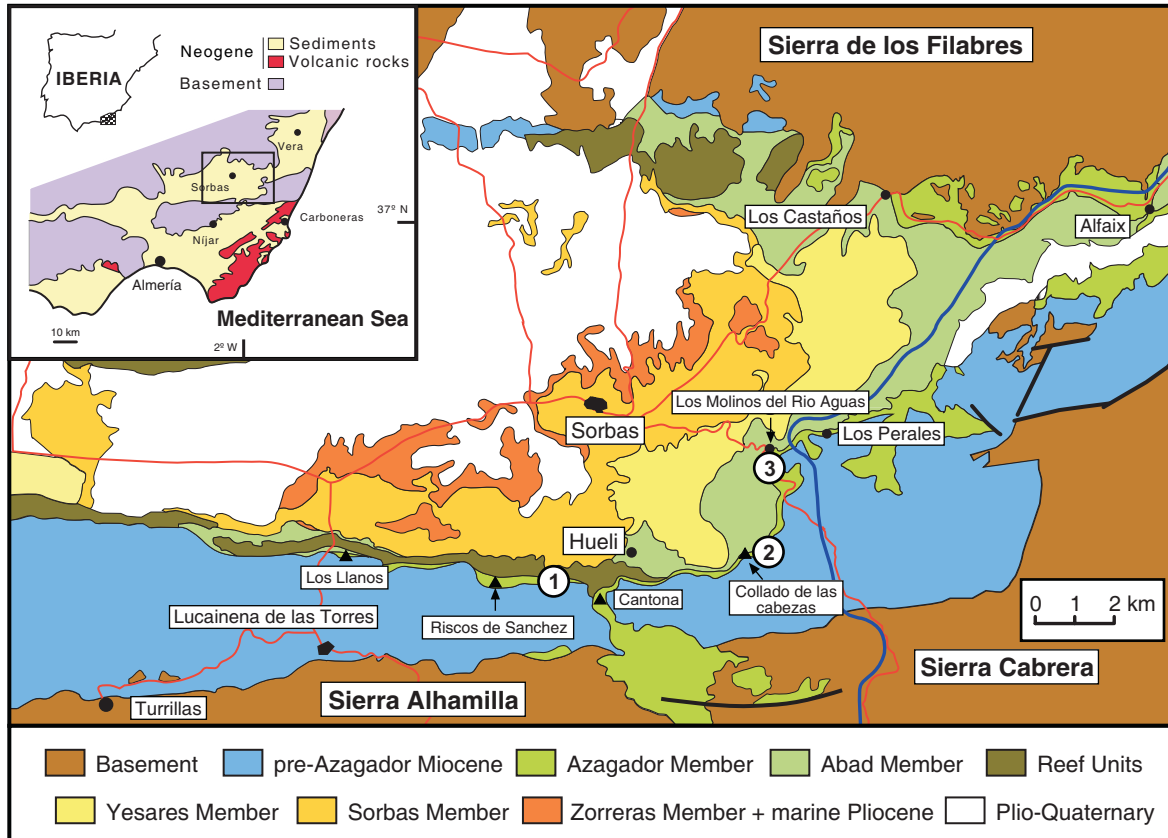 IBERIA
Neogene
Sediments
Volcanic rocks
Basement
Vera
Sorbas
Carboneras
37º N
Níjar
Almería
Mediterranean Sea
10 km
2º W
Sierra de los Filabres
Los Castaños
Alfaix
Los Molinos del Rio Aguas
Sorbas
Los Perales
3
Hueli
2
1
Los Llanos
Cantona
Collado de las
cabezas
Riscos de Sanchez
Lucainena de las Torres
0 1 2 km
Sierra Cabrera
Sierra Alhamilla
Turrillas
Basement
pre-Azagador Miocene
Azagador Member
Abad Member
Reef Units
Yesares Member
Sorbas Member
Zorreras Member + marine Pliocene
Plio-Quaternary